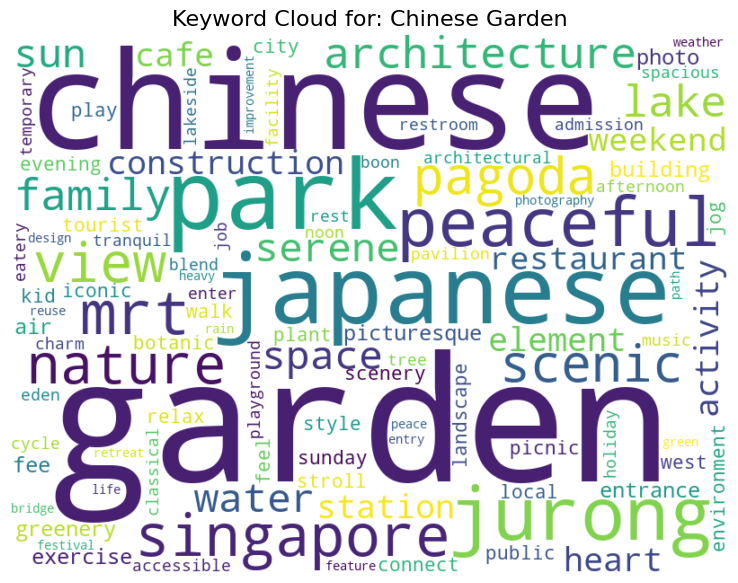 Keyword Cloud for: Chinese Garden
weather
sun
cafe
city
architecture
photo
spacious
temporary
chinese
play
lakeside
improvement
facility
restroom
admission
lake
weekend
evening
construction
boon
architectural
building
family
park
pagoda
afternoon
photography
tourist
rest
peaceful
jog
design
tranquil
job
noon
serene
pavilion
restaurant
eatery
view
blend
heavy
japanese
path
kid
iconic
enter
reuse
mrt
walk
activity
air
rain
plant
picturesque
element
music
charm
botanic
nature
space
tree
scenic
playground
scenery
eden
garden
relax
style
peace
landscape
holiday
cycle
classical
feel
sunday
entry
picnic
green
fee
retreat
stroll
west
environment
life
water
station
local
entrance
bridge
greenery
singapore
jurong
festival
public
heart
exercise
accessible
feature
connect